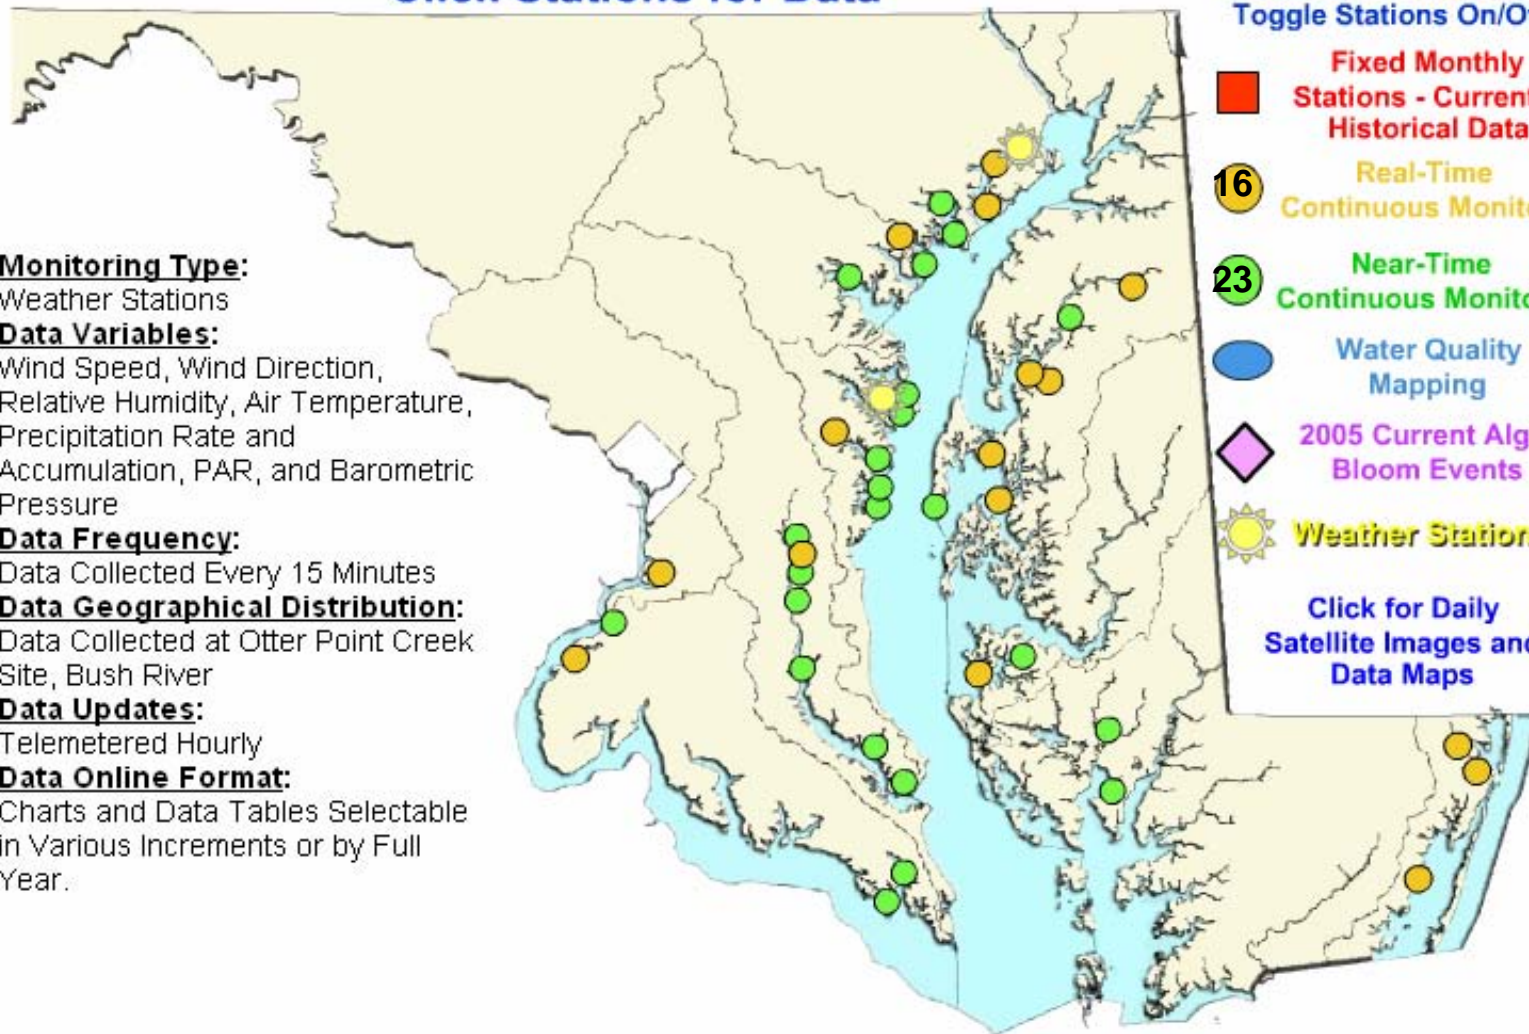 Click Stations for Data
Monitoring Type:
Weather Stations
Data Variables:
Wind Speed, Wind Direction,
Relative Humidity, Air Temperature,
Precipitation Rate and
Accumulation, PAR, and Barometric
Pressure
Data Frequency:
Data Collected Every 15 Minutes
Data Geographical Distribution:
Data Collected at Otter Point Creek
Site, Bush River
Data Updates:
Telemetered Hourly
Data Online Format:
Charts and Data Tables Selectable
in Various Increments or by Full
Year.
Toggle Stations On/Of
Fixed Monthly
Stations - Current
Historical Data
16
Real-Time
Continuous Monito
23
Near-Time
Continuous Monito
Water Quality
Mapping
2005 Current Alg
Bloom Events
Weather Station
Click for Daily
Satellite Images and
Data Maps